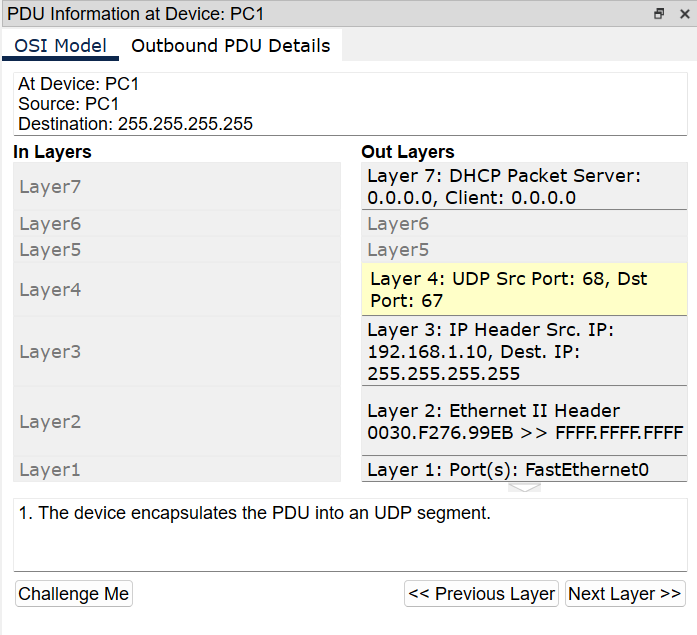 PDU Information at Device: PC1
OSI Model
Outbound PDU Details
At Device: PC1
Source: PC1
Destination: 255.255.255.255
In Layers
Layer7
Layer6
Layer5
Layer4
Layer3
Layer2
Layer1
Out Layers
Layer 7: DHCP Packet Server:
0.0.0.0, Client: 0.0.0.0
Layer6
Layer5
Layer 4: UDP Src Port: 68, Dst
Port: 67
Layer 3: IP Header Src. IP:
192.168.1.10, Dest. IP:
255.255.255.255
Layer 2: Ethernet II Header
0030.F276.99EB >> FFFF.FFFF.FFFF
Layer 1: Port(s): FastEthernet0
1. The device encapsulates the PDU into an UDP segment.
Challenge Me
<< Previous Layer
Next Layer >>